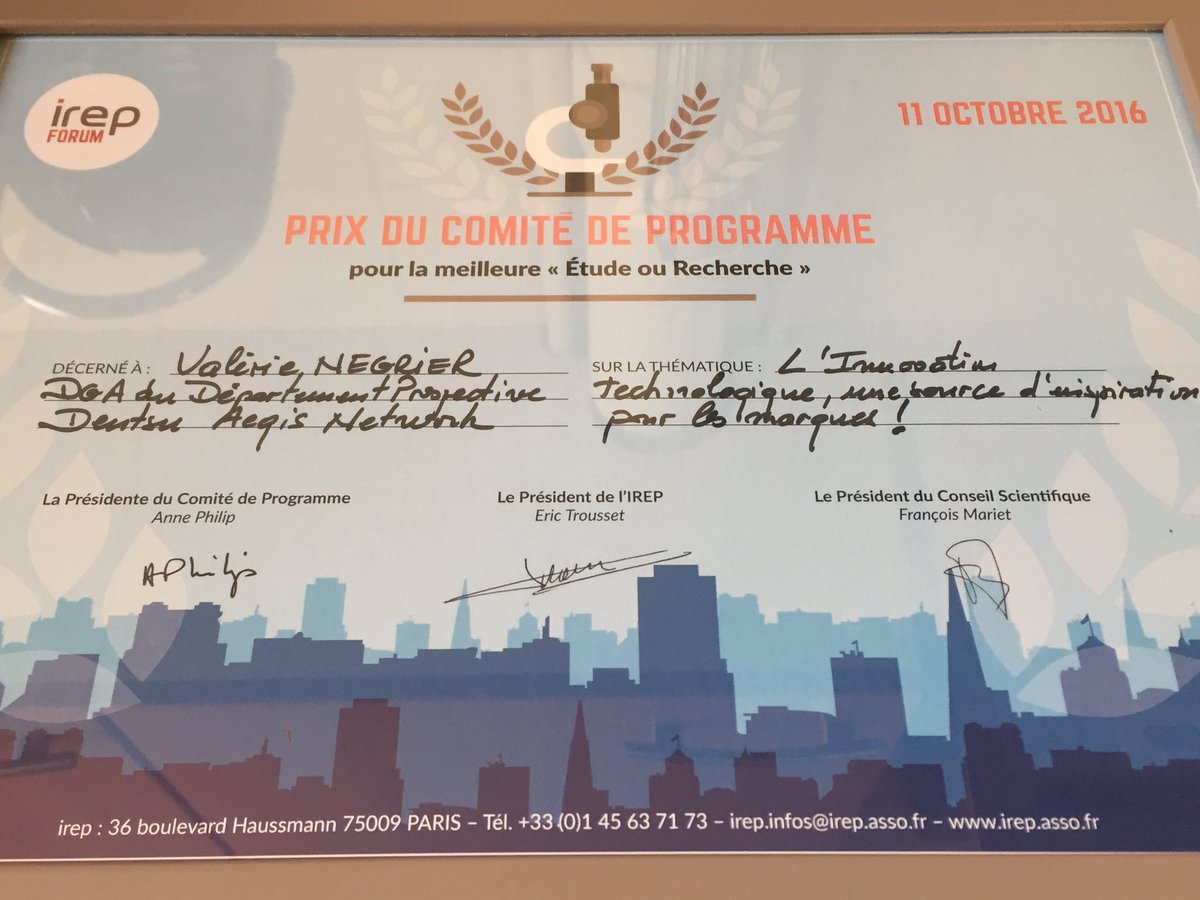 irep
FORUM
11 OCTOBRE 2016
PRIX DU COMITÉ DE PROGRAMME
pour la meilleure « Étude ou Recherche »
DÉCERNÉ À : Valérie NEGRIER
DGA du Département Prospective
Dentsu Aegis Network
SUR LA THÉMATIQUE : L'Innovation
technologique, une source d'inspiration
pour les marques !
La Présidente du Comité de Programme
Anne Philip
APhilip
Le Président de l'IREP
Eric Trousset
Le Président du Conseil Scientifique
François Mariet
irep : 36 boulevard Haussmann 75009 PARIS – Tél. +33 (0)1 45 63 71 73 – irep.infos@irep.asso.fr – www.irep.asso.fr